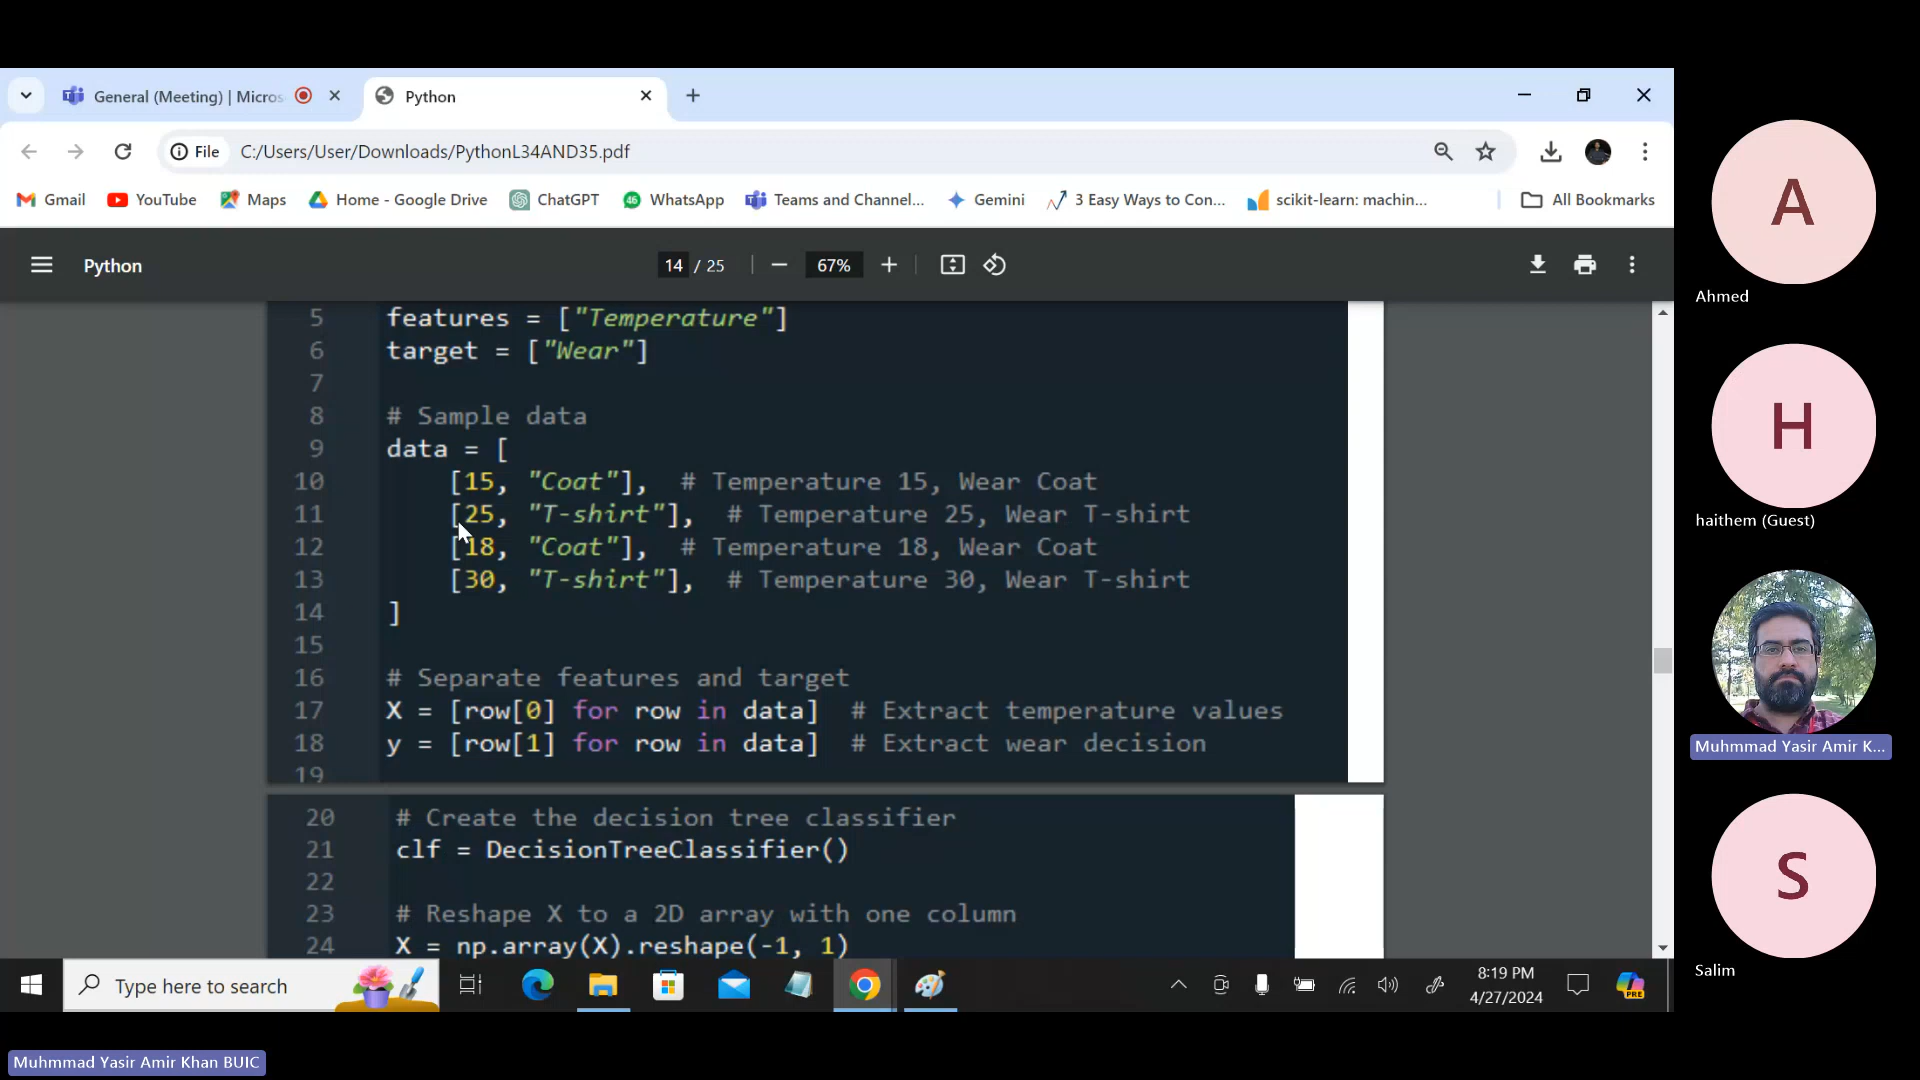 General (Meeting) | Micros
Python
File
C:/Users/User/Downloads/PythonL34AND35.pdf
Gmail
YouTube
Maps
Home - Google Drive
ChatGPT
46
WhatsApp
Teams and Channel...
Gemini
3 Easy Ways to Con...
scikit-learn: machin...
All Bookmarks
Python
14 / 25
67%
5 features = ["Temperature"]
6 target = ["Wear"]
7
8 # Sample data
9 data = [
10 [15, "Coat"], # Temperature 15, Wear Coat
11 [25, "T-shirt"], # Temperature 25, Wear T-shirt
12 [18, "Coat"], # Temperature 18, Wear Coat
13 [30, "T-shirt"], # Temperature 30, Wear T-shirt
14 ]
15
16 # Separate features and target
17 X = [row[0] for row in data] # Extract temperature values
18 y = [row[1] for row in data] # Extract wear decision
19
20 # Create the decision tree classifier
21 clf = DecisionTreeClassifier()
22
23 # Reshape X to a 2D array with one column
24 X = np.array(X).reshape(-1, 1)
Type here to search
8:19 PM
4/27/2024
PRE
A
Ahmed
H
haithem (Guest)
Muhmmad Yasir Amir K...
S
Salim
Muhmmad Yasir Amir Khan BUIC